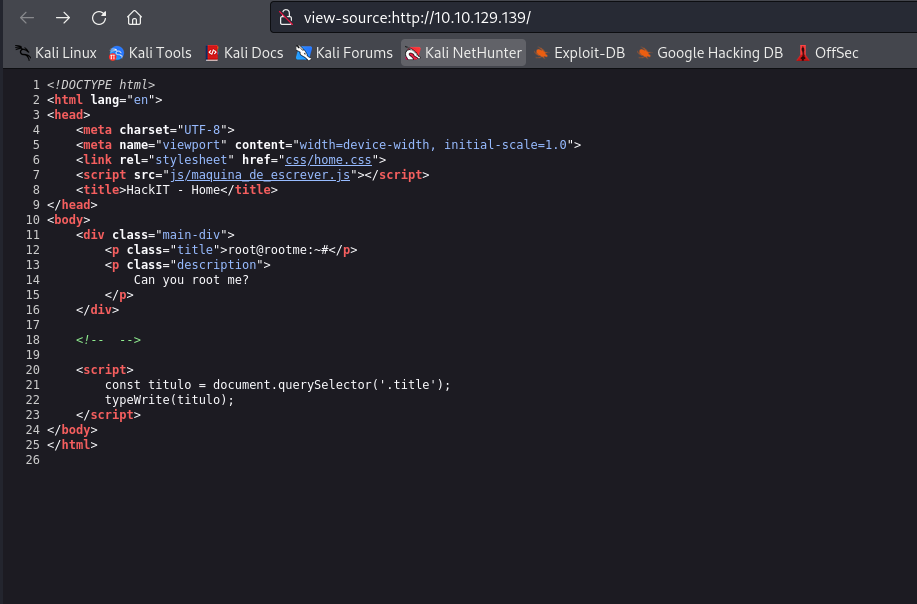 view-source:http://10.10.129.139/
Kali Linux Kali Tools Kali Docs Kali Forums Kali NetHunter Exploit-DB Google Hacking DB OffSec
1 <!DOCTYPE html>
2 <html lang="en">
3 <head>
4     <meta charset="UTF-8">
5     <meta name="viewport" content="width=device-width, initial-scale=1.0">
6     <link rel="stylesheet" href="css/home.css">
7     <script src="js/maquina_de_escrever.js"></script>
8     <title>HackIT - Home</title>
9 </head>
10 <body>
11     <div class="main-div">
12         <p class="title">root@rootme:~#</p>
13         <p class="description">
14             Can you root me?
15         </p>
16     </div>
17
18     <!--  -->
19
20     <script>
21         const titulo = document.querySelector('.title');
22         typeWrite(titulo);
23     </script>
24 </body>
25 </html>
26